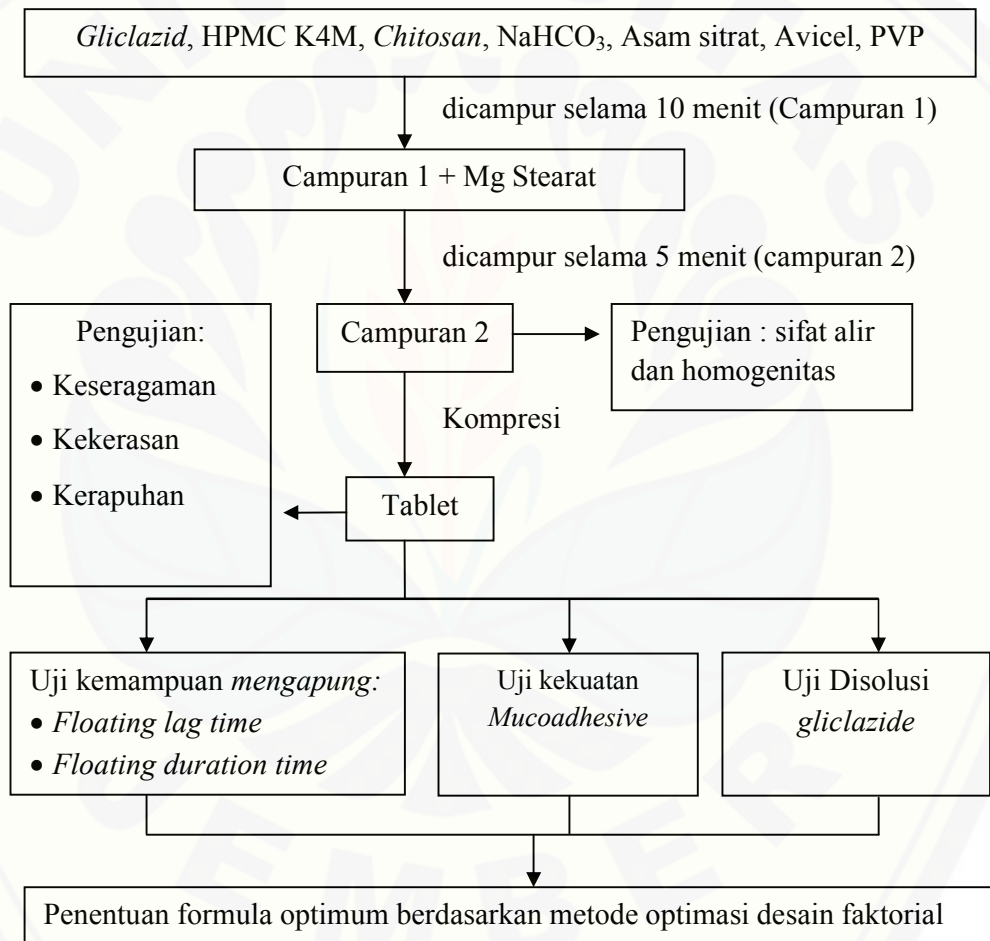 Gliclazid, HPMC K4M, Chitosan, NaHCO₃, Asam sitrat, Avicel, PVP
dicampur selama 10 menit (Campuran 1)
Campuran 1 + Mg Stearat
dicampur selama 5 menit (campuran 2)
Campuran 2
Pengujian : sifat alir
dan homogenitas
Pengujian:
• Keseragaman
• Kekerasan
• Kerapuhan
Kompresi
Tablet
Uji kemampuan mengapung:
• Floating lag time
• Floating duration time
Uji kekuatan
Mucoadhesive
Uji Disolusi
gliclazide
Penentuan formula optimum berdasarkan metode optimasi desain faktorial